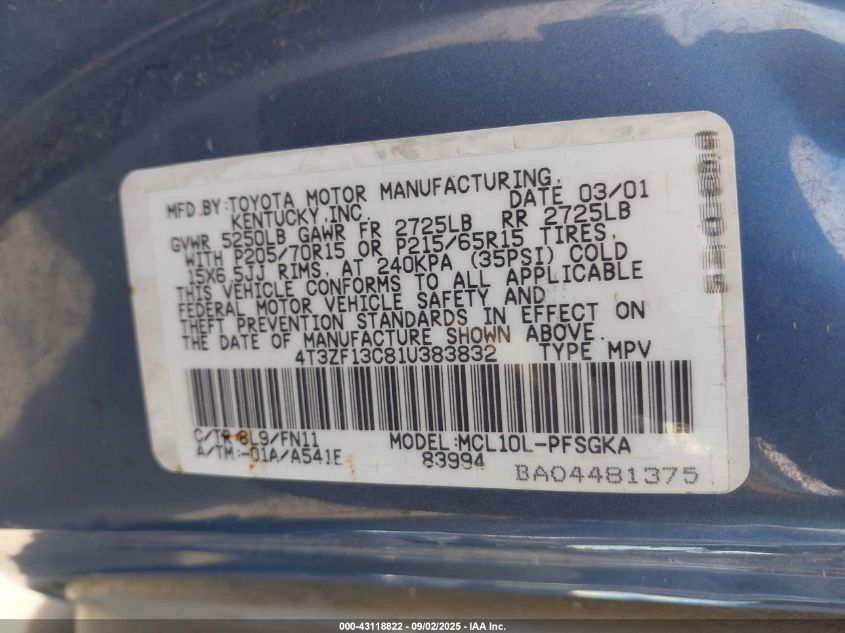 MFD.BY:TOYOTA MOTOR MANUFACTURING,
KENTUCKY,INC. DATE 03/01
GVWR 5250LB GAWR FR 2725LB RR 2725LB
WITH P205/70R15 OR P215/65R15 TIRES,
15X6.5JJ RIMS, AT 240KPA (35PSI) COLD
THIS VEHICLE CONFORMS TO ALL APPLICABLE
FEDERAL MOTOR VEHICLE SAFETY AND
THEFT PREVENTION STANDARDS IN EFFECT ON
THE DATE OF MANUFACTURE SHOWN ABOVE.
4T3ZF13C81U383832 TYPE MPV
C/TR 8L9/FN11 MODEL:MCL10L-PFSGKA
A/TM:-01A/A541E 83994
BA04481375
000-43118822 - 09/02/2025 - IAA Inc.